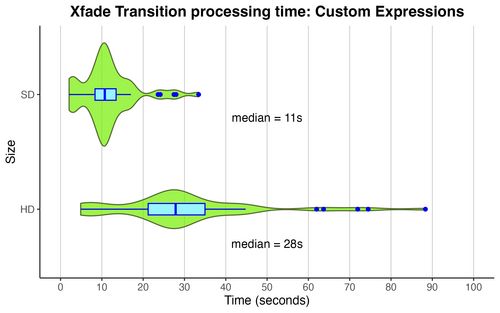 Xfade Transition processing time: Custom Expressions
SD
median = 11s
Size
HD
median = 28s
0 10 20 30 40 50 60 70 80 90 100
Time (seconds)